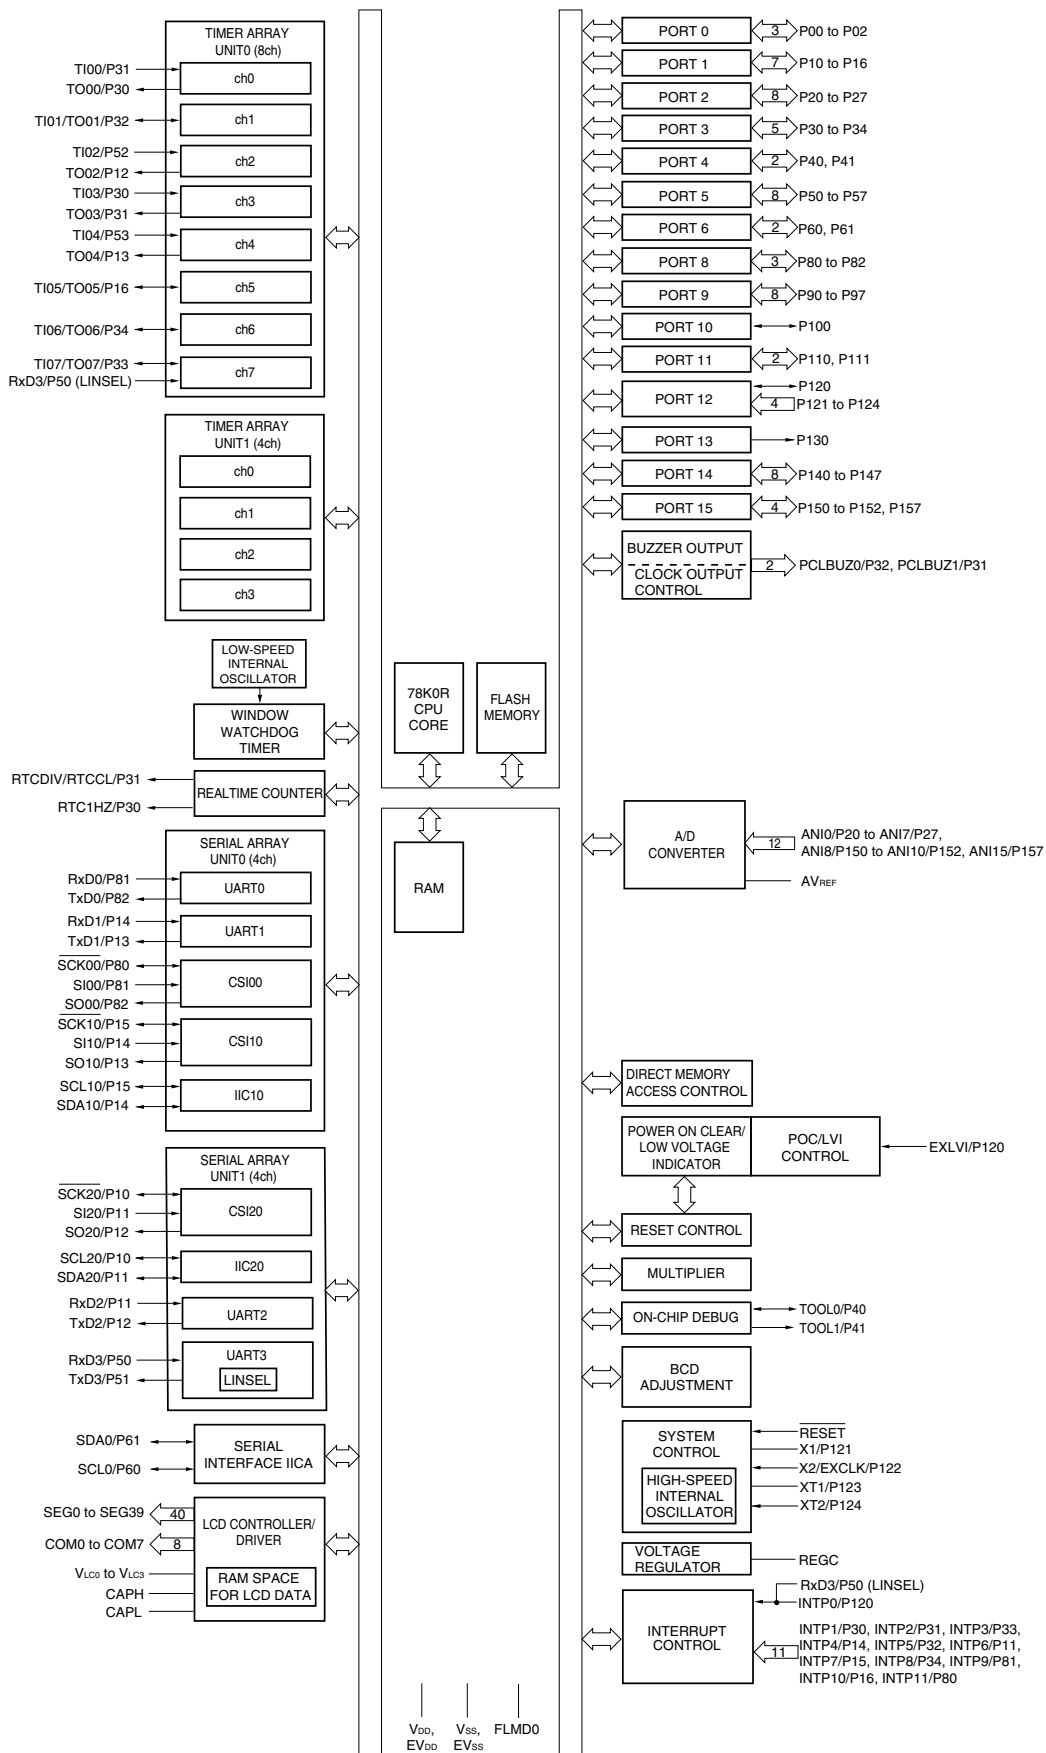 TIMER ARRAY
UNIT0 (8ch)
TI00/P31
TO00/P30
ch0
TI01/TO01/P32
ch1
TI02/P52
TO02/P12
ch2
TI03/P30
TO03/P31
ch3
TI04/P53
TO04/P13
ch4
TI05/TO05/P16
ch5
TI06/TO06/P34
ch6
TI07/TO07/P33
RxD3/P50 (LINSEL)
ch7
TIMER ARRAY
UNIT1 (4ch)
ch0
ch1
ch2
ch3
LOW-SPEED
INTERNAL
OSCILLATOR
WINDOW
WATCHDOG
TIMER
RTCDIV/RTCCL/P31
RTC1HZ/P30
REALTIME COUNTER
SERIAL ARRAY
UNIT0 (4ch)
RxD0/P81
TxD0/P82
UART0
RxD1/P14
TxD1/P13
UART1
SCK00/P80
SI00/P81
SO00/P82
CSI00
SCK10/P15
SI10/P14
SO10/P13
CSI10
SCL10/P15
SDA10/P14
IIC10
SERIAL ARRAY
UNIT1 (4ch)
SCK20/P10
SI20/P11
SO20/P12
CSI20
SCL20/P10
SDA20/P11
IIC20
RxD2/P11
TxD2/P12
UART2
RxD3/P50
TxD3/P51
UART3
LINSEL
SDA0/P61
SCL0/P60
SERIAL
INTERFACE IICA
SEG0 to SEG39
40
COM0 to COM7
8
VLC0 to VLC3
CAPH
CAPL
LCD CONTROLLER/
DRIVER
RAM SPACE
FOR LCD DATA
78K0R
CPU
CORE
FLASH
MEMORY
RAM
VDD,
EVDD
VSS,
EVSS
FLMD0
PORT 0
3
P00 to P02
PORT 1
7
P10 to P16
PORT 2
8
P20 to P27
PORT 3
5
P30 to P34
PORT 4
2
P40, P41
PORT 5
8
P50 to P57
PORT 6
2
P60, P61
PORT 8
3
P80 to P82
PORT 9
8
P90 to P97
PORT 10
P100
PORT 11
2
P110, P111
PORT 12
P120
4
P121 to P124
PORT 13
P130
PORT 14
8
P140 to P147
PORT 15
4
P150 to P152, P157
BUZZER OUTPUT
CLOCK OUTPUT
CONTROL
2
PCLBUZ0/P32, PCLBUZ1/P31
A/D
CONVERTER
12
ANI0/P20 to ANI7/P27,
ANI8/P150 to ANI10/P152, ANI15/P157
AVREF
DIRECT MEMORY
ACCESS CONTROL
POWER ON CLEAR/
LOW VOLTAGE
INDICATOR
POC/LVI
CONTROL
EXLVI/P120
RESET CONTROL
MULTIPLIER
ON-CHIP DEBUG
TOOL0/P40
TOOL1/P41
BCD
ADJUSTMENT
SYSTEM
CONTROL
HIGH-SPEED
INTERNAL
OSCILLATOR
RESET
X1/P121
X2/EXCLK/P122
XT1/P123
XT2/P124
VOLTAGE
REGULATOR
REGC
INTERRUPT
CONTROL
RxD3/P50 (LINSEL)
INTP0/P120
11
INTP1/P30, INTP2/P31, INTP3/P33,
INTP4/P14, INTP5/P32, INTP6/P11,
INTP7/P15, INTP8/P34, INTP9/P81,
INTP10/P16, INTP11/P80